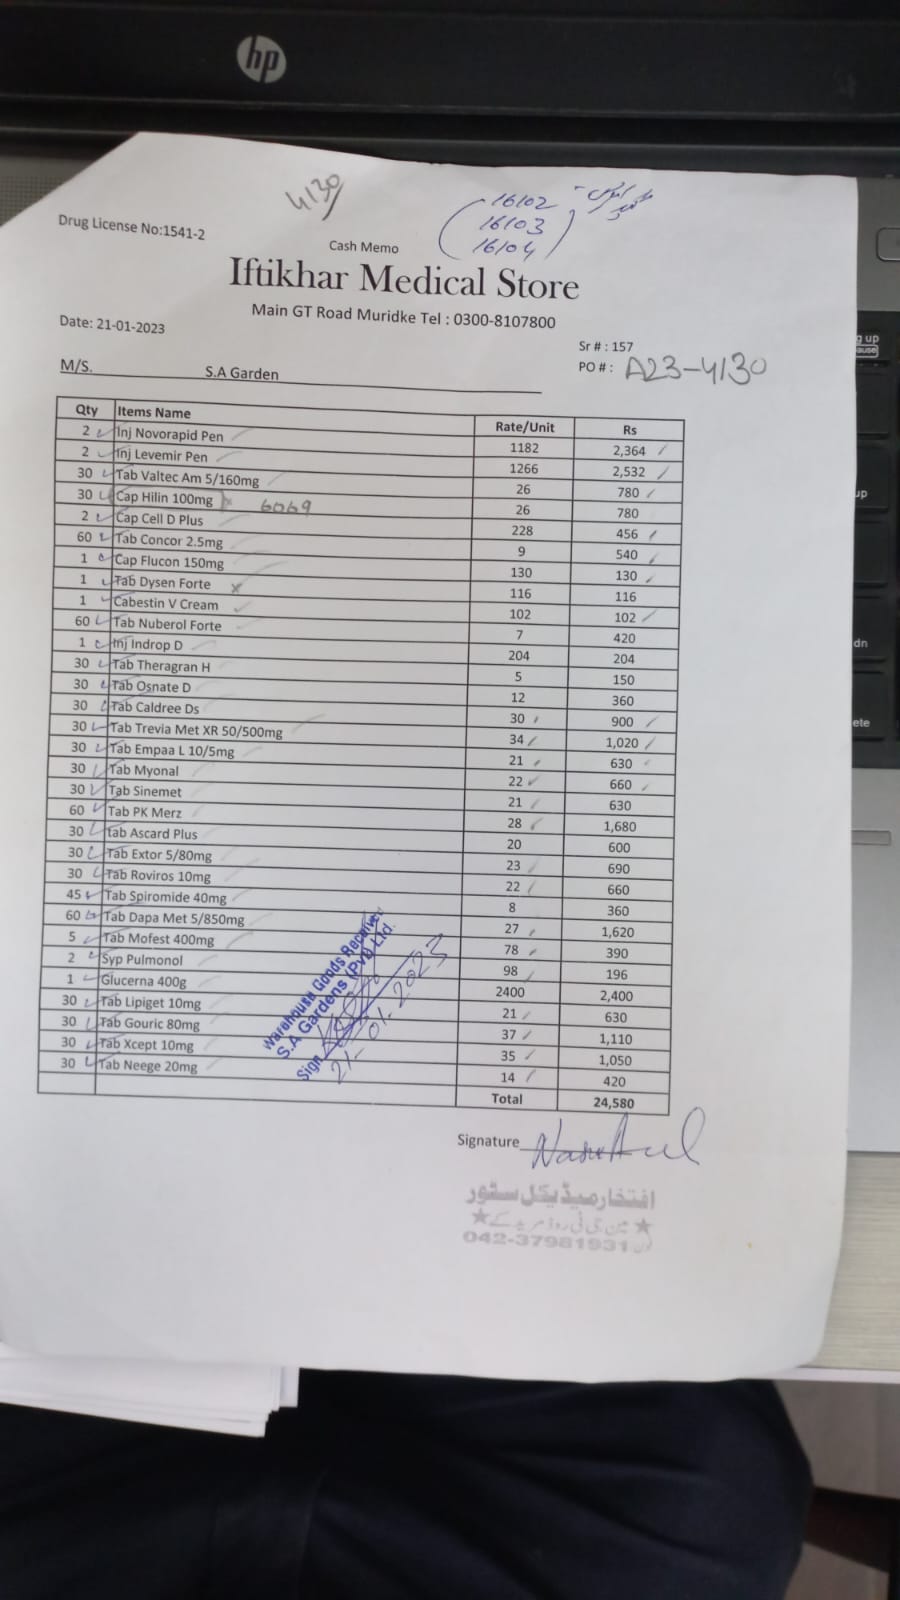 hp
4130
16102
16103
16104
Drug License No:1541-2
Cash Memo
Iftikhar Medical Store
Main GT Road Muridke Tel : 0300-8107800
Date: 21-01-2023
Sr # : 157
PO # : A23-4130
M/S. S.A Garden
Qty Items Name Rate/Unit Rs
2 Inj Novorapid Pen 1182 2,364
2 Inj Levemir Pen 1266 2,532
30 Tab Valtec Am 5/160mg 26 780
30 Cap Hilin 100mg 6069 26 780
2 Cap Cell D Plus 228 456
60 Tab Concor 2.5mg 9 540
1 Cap Flucon 150mg 130 130
1 Tab Dysen Forte x 116 116
1 Cabestin V Cream 102 102
60 Tab Nuberol Forte 7 420
1 Inj Indrop D 204 204
30 Tab Theragran H 5 150
30 Tab Osnate D 12 360
30 Tab Caldree Ds 30 900
30 Tab Trevia Met XR 50/500mg 34 1,020
30 Tab Empaa L 10/5mg 21 630
30 Tab Myonal 22 660
30 Tab Sinemet 21 630
60 Tab PK Merz 28 1,680
30 tab Ascard Plus 20 600
30 Tab Extor 5/80mg 23 690
30 Tab Roviros 10mg 22 660
45 Tab Spiromide 40mg 8 360
60 Tab Dapa Met 5/850mg 27 1,620
5 Tab Mofest 400mg 78 390
2 Syp Pulmonol 98 196
1 Glucerna 400g 2400 2,400
30 Tab Lipiget 10mg 21 630
30 Tab Gouric 80mg 37 1,110
30 Tab Xcept 10mg 35 1,050
30 Tab Neege 20mg 14 420
Total 24,580
Warehouse Goods Received
S.A Gardens (Pvt) Ltd.
Sign
21-01-2023
Signature
افتخار میڈیکل سٹور
مین جی ٹی روڈ مریدکے
042-37981931